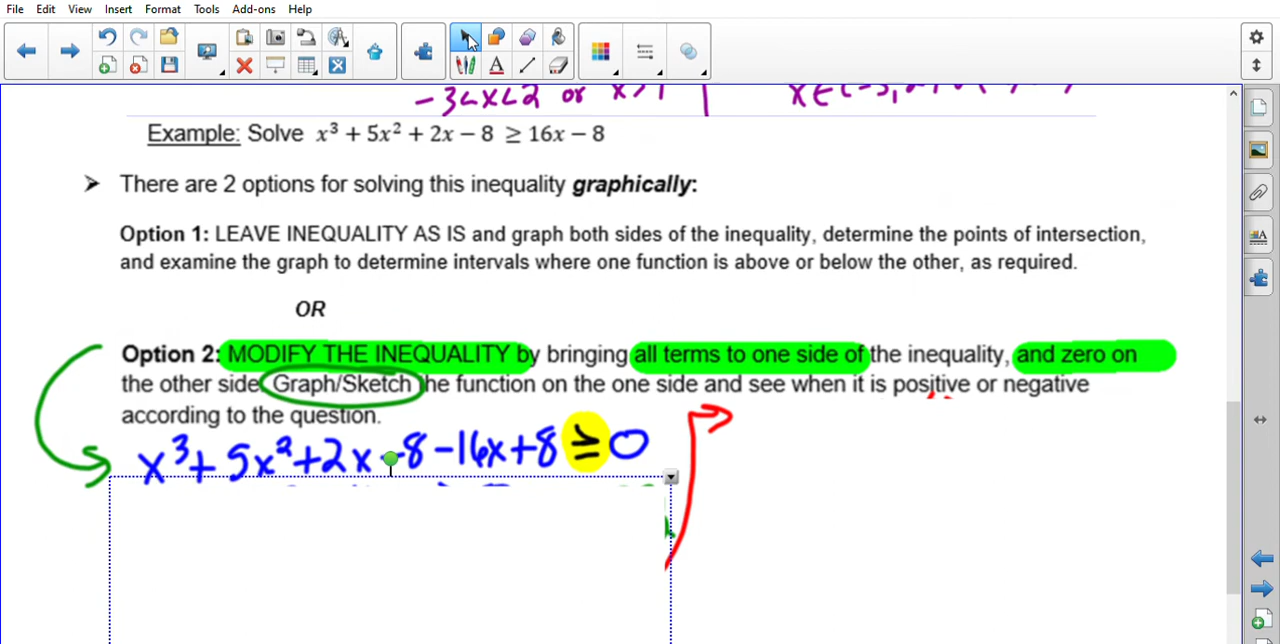 File Edit View Insert Format Tools Add-ons Help
-3<x<2 or x>
Example: Solve x³ + 5x² + 2x − 8 ≥ 16x − 8
➤ There are 2 options for solving this inequality graphically:
Option 1: LEAVE INEQUALITY AS IS and graph both sides of the inequality, determine the points of intersection,
and examine the graph to determine intervals where one function is above or below the other, as required.
OR
Option 2: MODIFY THE INEQUALITY by bringing all terms to one side of the inequality, and zero on
the other side Graph/Sketch he function on the one side and see when it is positive or negative
according to the question.
x³+5x²+2x-8-16x+8≥0